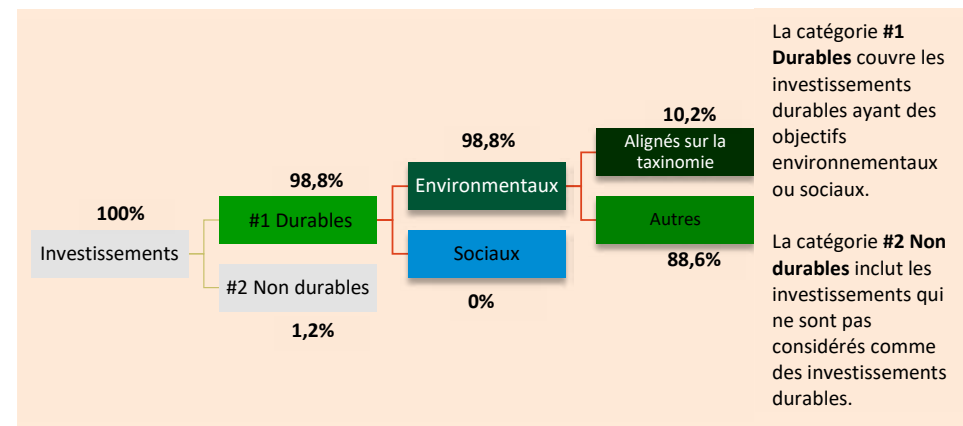 100%
Investissements
98,8%
#1 Durables
#2 Non durables
1,2%
98,8%
Environmentaux
Sociaux
0%
10,2%
Alignés sur la
taxinomie
Autres
88,6%
La catégorie #1
Durables couvre les
investissements
durables ayant des
objectifs
environnementaux
ou sociaux.
La catégorie #2 Non
durables inclut les
investissements qui
ne sont pas
considérés comme
des investissements
durables.